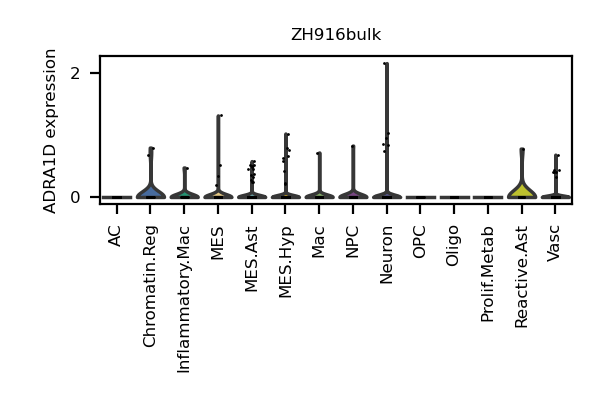 ZH916bulk
ADRA1D expression
2
0
AC
Chromatin.Reg
Inflammatory.Mac
MES
MES.Ast
MES.Hyp
Mac
NPC
Neuron
OPC
Oligo
Prolif.Metab
Reactive.Ast
Vasc